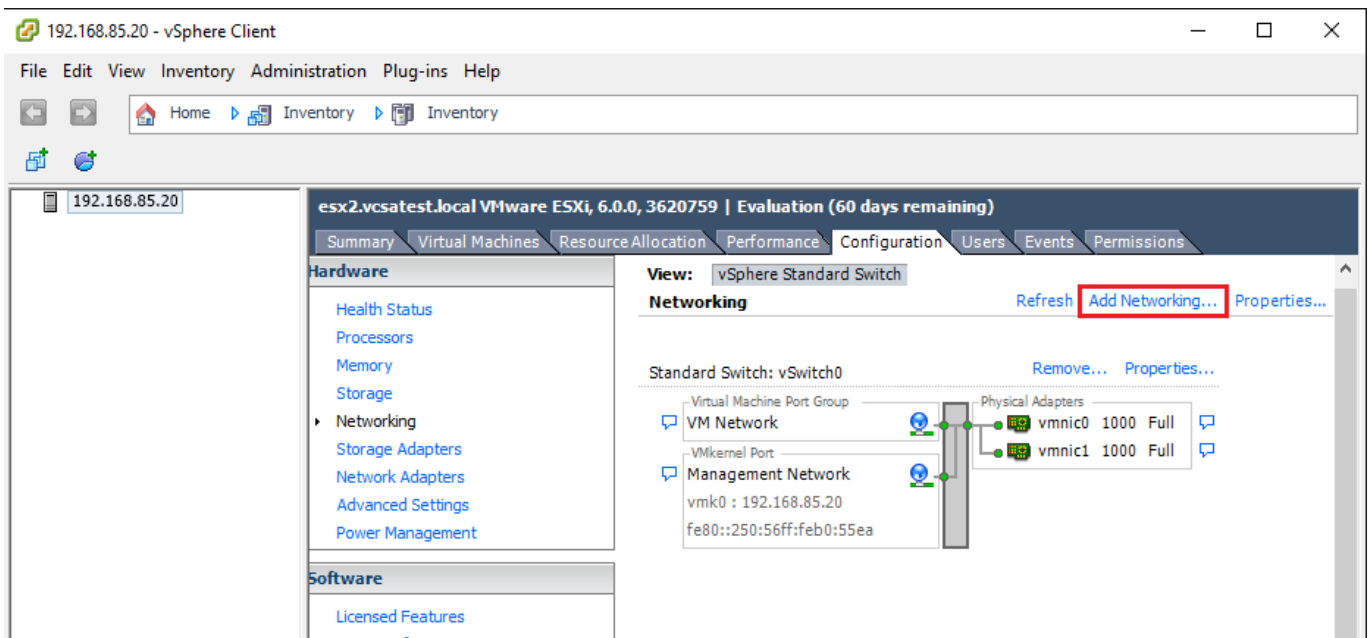 192.168.85.20 - vSphere Client
File Edit View Inventory Administration Plug-ins Help
Home Inventory Inventory
192.168.85.20
esx2.vcsatest.local VMware ESXi, 6.0.0, 3620759 | Evaluation (60 days remaining)
Summary Virtual Machines Resource Allocation Performance Configuration Users Events Permissions
Hardware
Health Status
Processors
Memory
Storage
Networking
Storage Adapters
Network Adapters
Advanced Settings
Power Management
Software
Licensed Features
View: vSphere Standard Switch
Networking Refresh Add Networking... Properties...
Standard Switch: vSwitch0 Remove... Properties...
Virtual Machine Port Group
VM Network
VMkernel Port
Management Network
vmk0 : 192.168.85.20
fe80::250:56ff:feb0:55ea
Physical Adapters
vmnic0 1000 Full
vmnic1 1000 Full